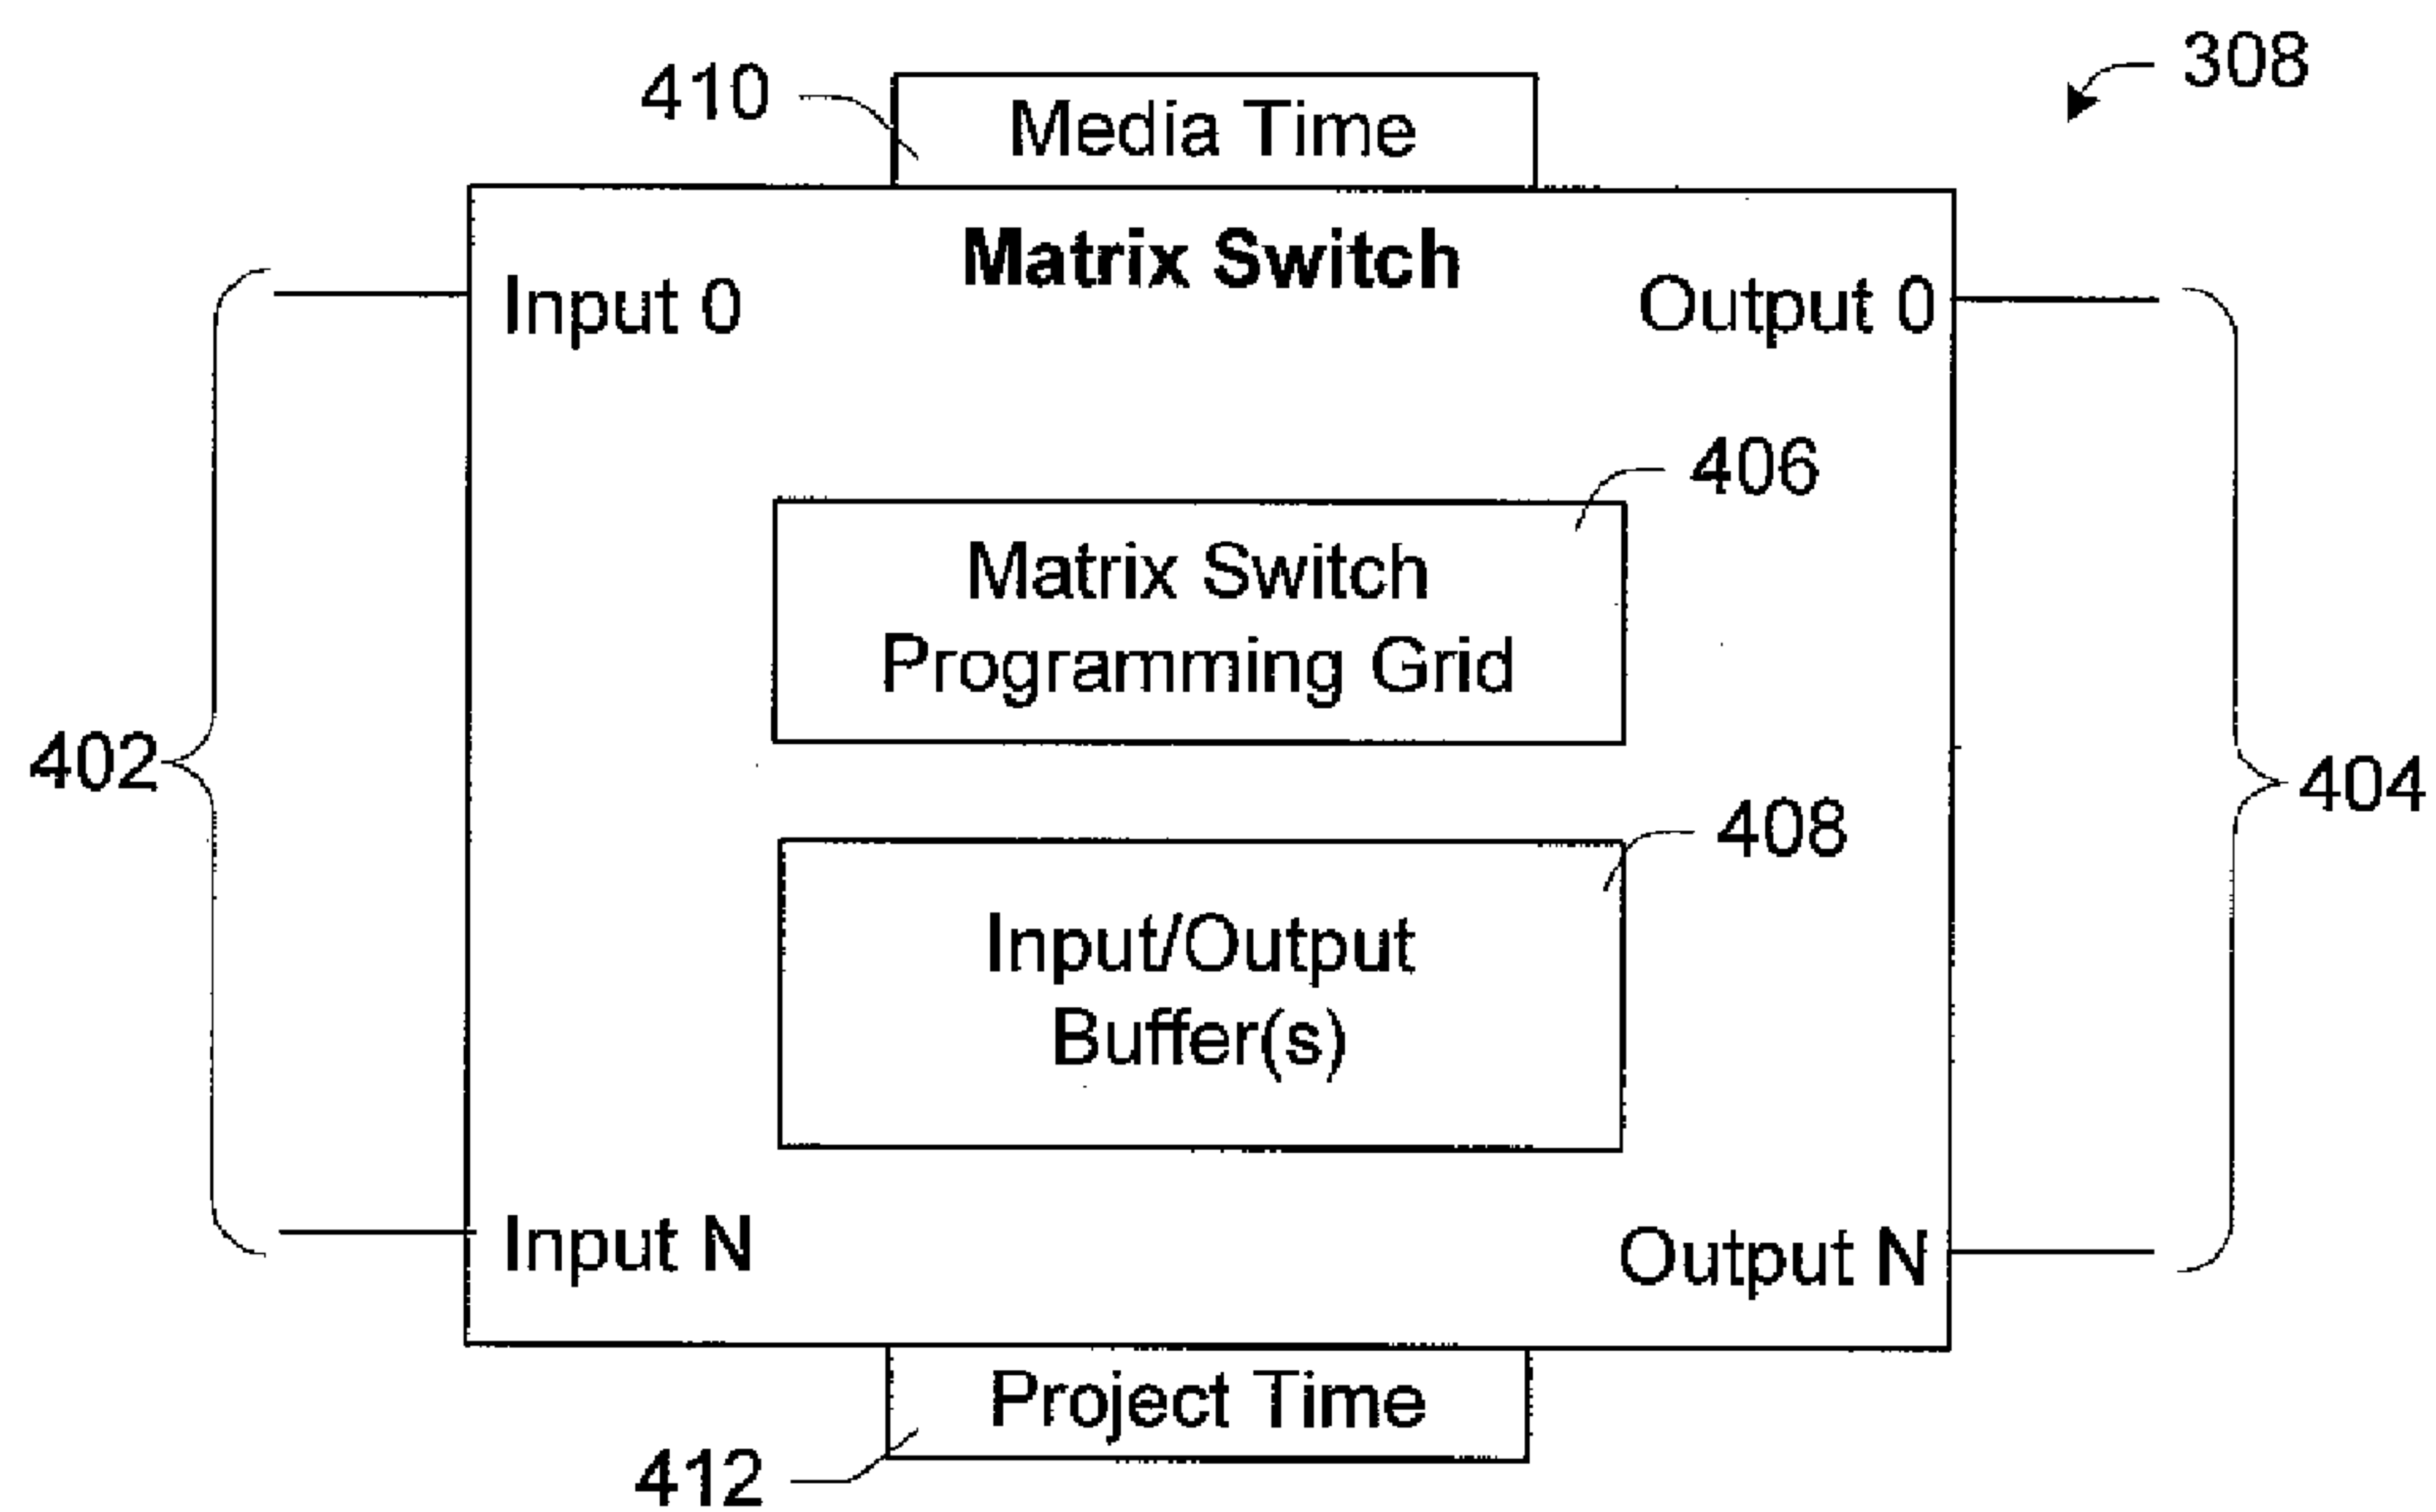 308
410
Media Time
Matrix Switch
Input 0
Output 0
406
Matrix Switch
Programming Grid
402
404
408
Input/Output
Buffer(s)
Input N
Output N
Project Time
412